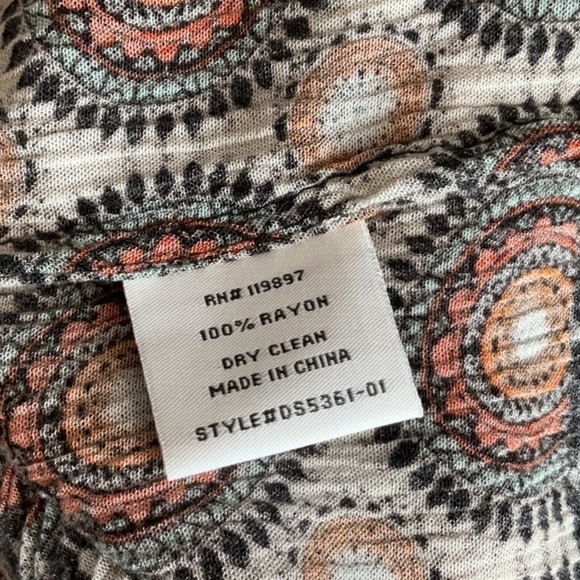 RN# 119897
100% RAYON
DRY CLEAN
MADE IN CHINA
STYLE#DS5361-01